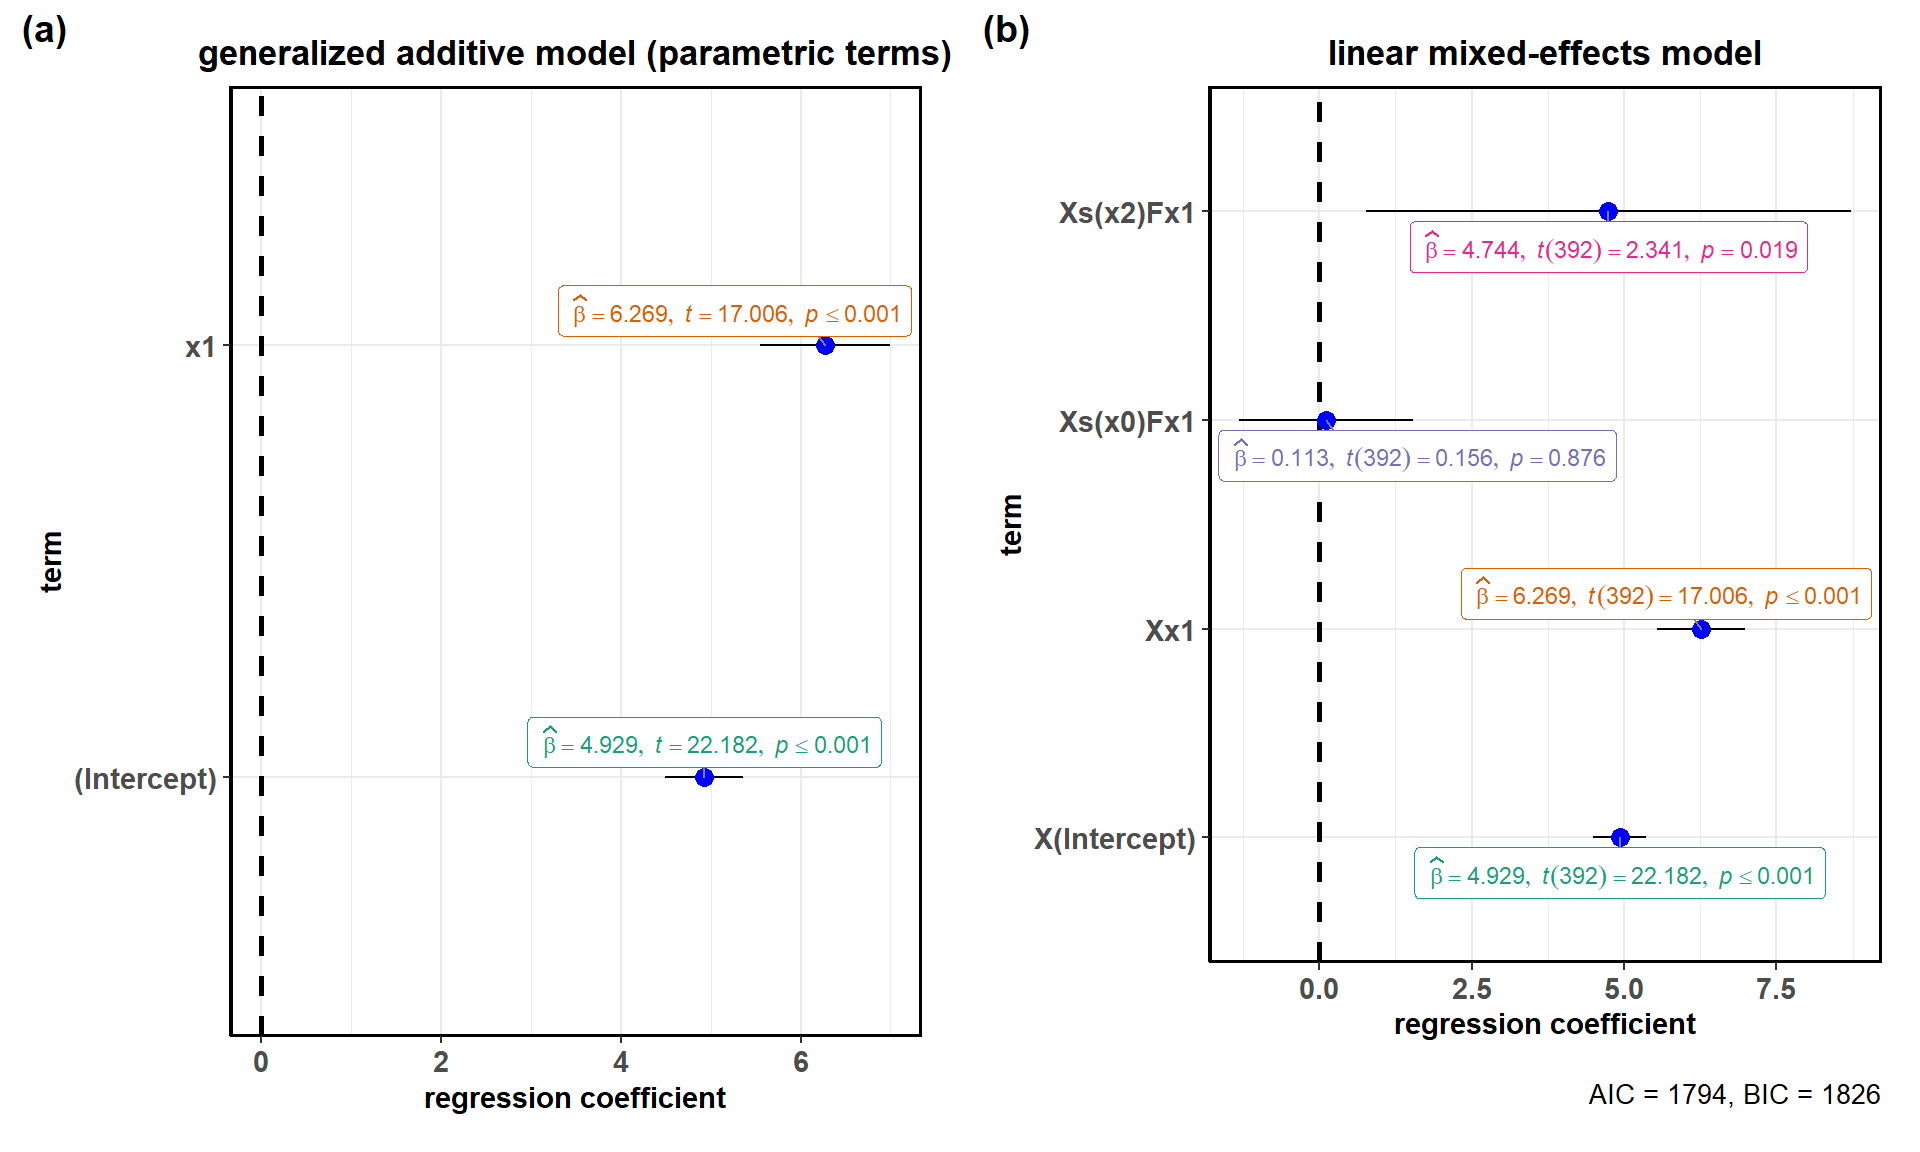 (a)
generalized additive model (parametric terms)
term
x1
(Intercept)
β̂ = 6.269, t = 17.006, p ≤ 0.001
β̂ = 4.929, t = 22.182, p ≤ 0.001
0 2 4 6
regression coefficient
(b)
linear mixed-effects model
term
Xs(x2)Fx1
β̂ = 4.744, t(392) = 2.341, p = 0.019
Xs(x0)Fx1
β̂ = 0.113, t(392) = 0.156, p = 0.876
Xx1
β̂ = 6.269, t(392) = 17.006, p ≤ 0.001
X(Intercept)
β̂ = 4.929, t(392) = 22.182, p ≤ 0.001
0.0 2.5 5.0 7.5
regression coefficient
AIC = 1794, BIC = 1826